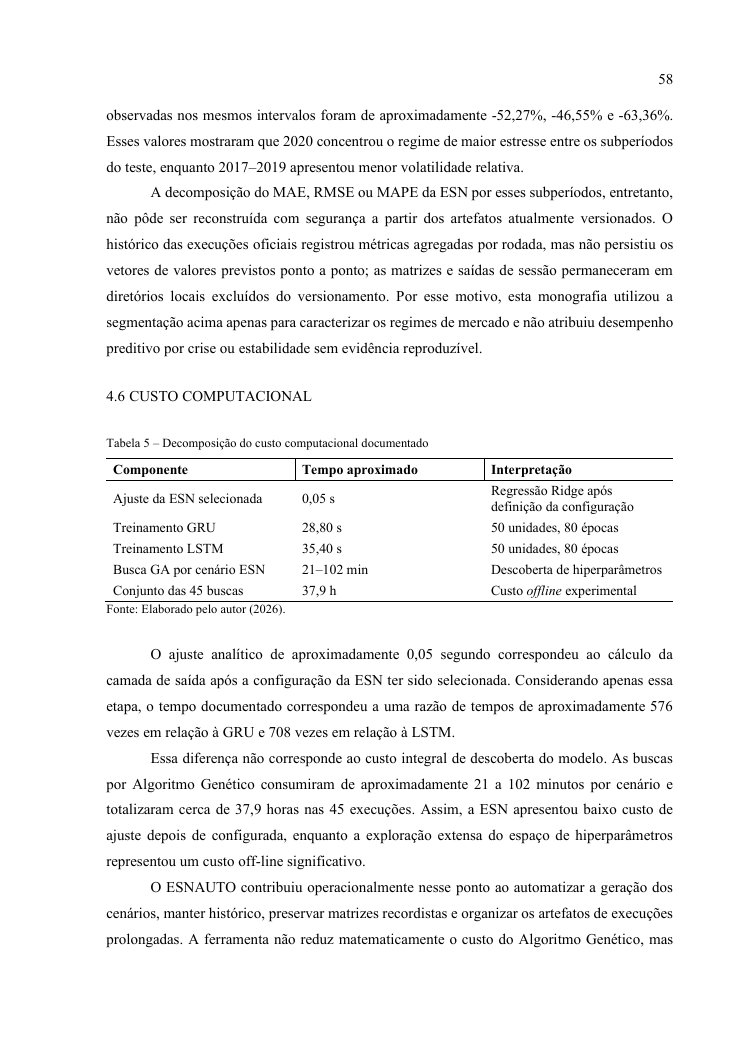 58
observadas nos mesmos intervalos foram de aproximadamente -52,27%, -46,55% e -63,36%.
Esses valores mostraram que 2020 concentrou o regime de maior estresse entre os subperíodos
do teste, enquanto 2017–2019 apresentou menor volatilidade relativa.
A decomposição do MAE, RMSE ou MAPE da ESN por esses subperíodos, entretanto,
não pôde ser reconstruída com segurança a partir dos artefatos atualmente versionados. O
histórico das execuções oficiais registrou métricas agregadas por rodada, mas não persistiu os
vetores de valores previstos ponto a ponto; as matrizes e saídas de sessão permaneceram em
diretórios locais excluídos do versionamento. Por esse motivo, esta monografia utilizou a
segmentação acima apenas para caracterizar os regimes de mercado e não atribuiu desempenho
preditivo por crise ou estabilidade sem evidência reproduzível.
4.6 CUSTO COMPUTACIONAL
Tabela 5 – Decomposição do custo computacional documentado
Componente Tempo aproximado Interpretação
Ajuste da ESN selecionada 0,05 s Regressão Ridge após
definição da configuração
Treinamento GRU 28,80 s 50 unidades, 80 épocas
Treinamento LSTM 35,40 s 50 unidades, 80 épocas
Busca GA por cenário ESN 21–102 min Descoberta de hiperparâmetros
Conjunto das 45 buscas 37,9 h Custo offline experimental
Fonte: Elaborado pelo autor (2026).
O ajuste analítico de aproximadamente 0,05 segundo correspondeu ao cálculo da
camada de saída após a configuração da ESN ter sido selecionada. Considerando apenas essa
etapa, o tempo documentado correspondeu a uma razão de tempos de aproximadamente 576
vezes em relação à GRU e 708 vezes em relação à LSTM.
Essa diferença não corresponde ao custo integral de descoberta do modelo. As buscas
por Algoritmo Genético consumiram de aproximadamente 21 a 102 minutos por cenário e
totalizaram cerca de 37,9 horas nas 45 execuções. Assim, a ESN apresentou baixo custo de
ajuste depois de configurada, enquanto a exploração extensa do espaço de hiperparâmetros
representou um custo off-line significativo.
O ESNAUTO contribuiu operacionalmente nesse ponto ao automatizar a geração dos
cenários, manter histórico, preservar matrizes recordistas e organizar os artefatos de execuções
prolongadas. A ferramenta não reduz matematicamente o custo do Algoritmo Genético, mas